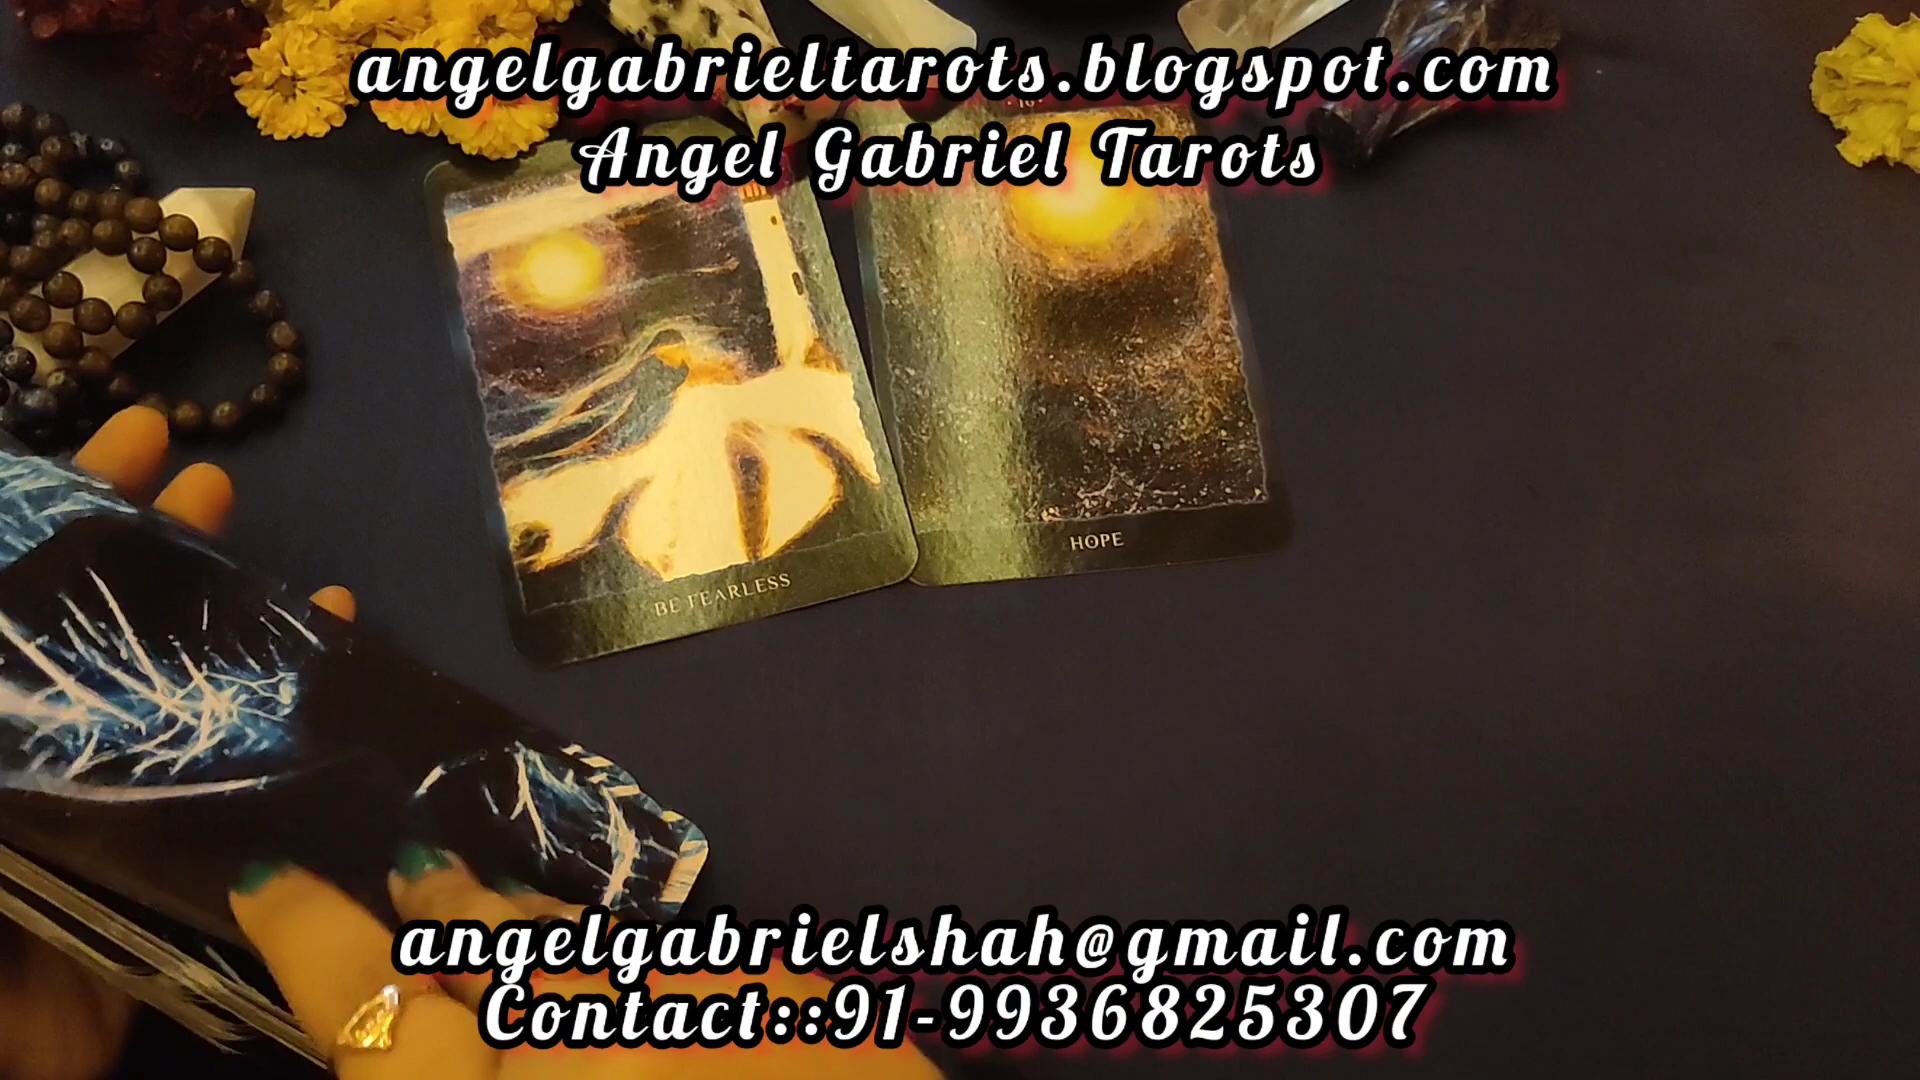 angelgabrieltarots.blogspot.com
Angel Gabriel Tarots
BE FEARLESS
HOPE
angelgabrielshah@gmail.com
Contact::91-9936825307